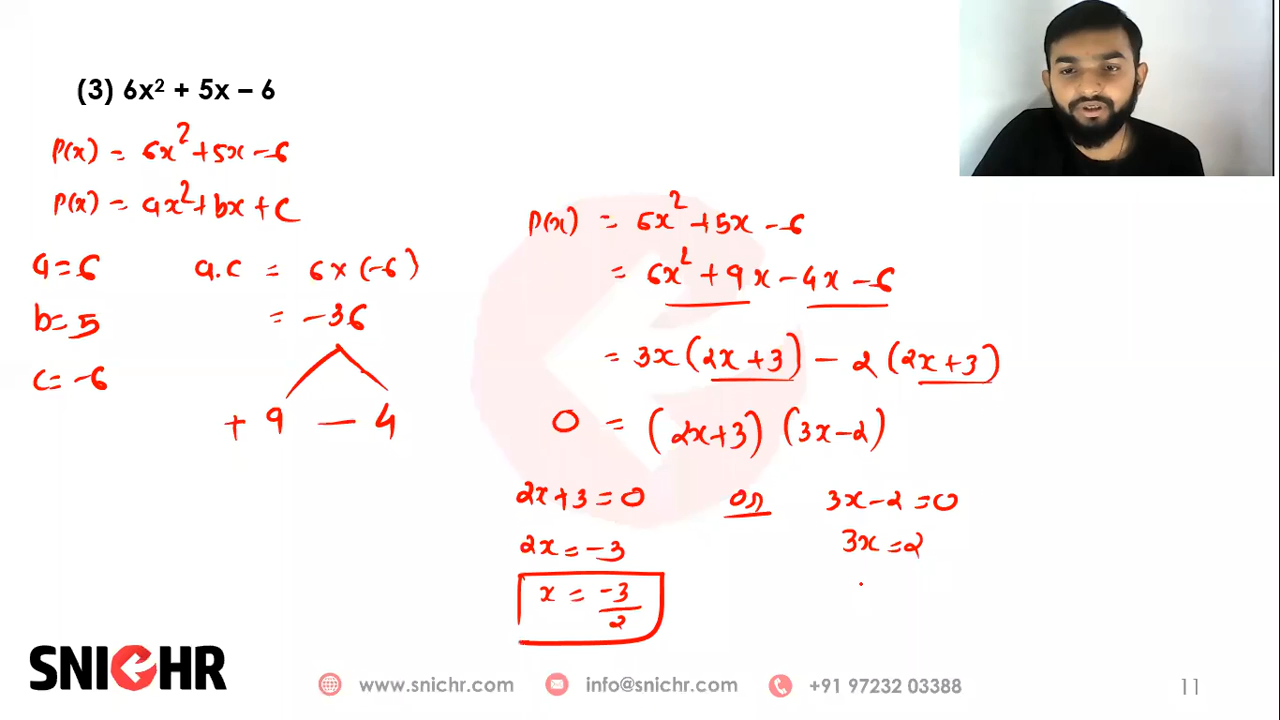 (3) 6x² + 5x – 6
P(x) = 6x² + 5x - 6
P(x) = ax² + bx + c
a = 6
b = 5
c = -6
a.c = 6 x (-6)
= -36
+ 9 - 4
P(x) = 6x² + 5x - 6
= 6x² + 9x - 4x - 6
= 3x (2x + 3) - 2 (2x + 3)
0 = (2x+3) (3x-2)
2x + 3 = 0 or 3x - 2 = 0
2x = -3 3x = 2
x = -3/2
SNICHR
www.snichr.com info@snichr.com +91 97232 03388 11